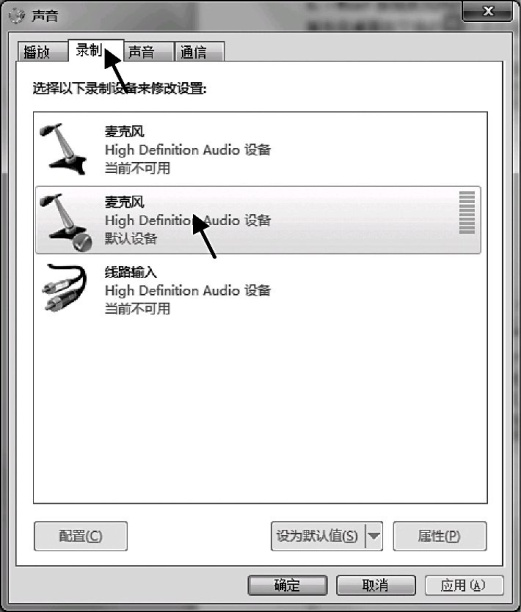 声音
播放 录制 声音 通信
选择以下录制设备来修改设置:
麦克风
High Definition Audio 设备
当前不可用
麦克风
High Definition Audio 设备
默认设备
线路输入
High Definition Audio 设备
当前不可用
配置(C) 设为默认值(S) 属性(P)
确定 取消 应用(A)